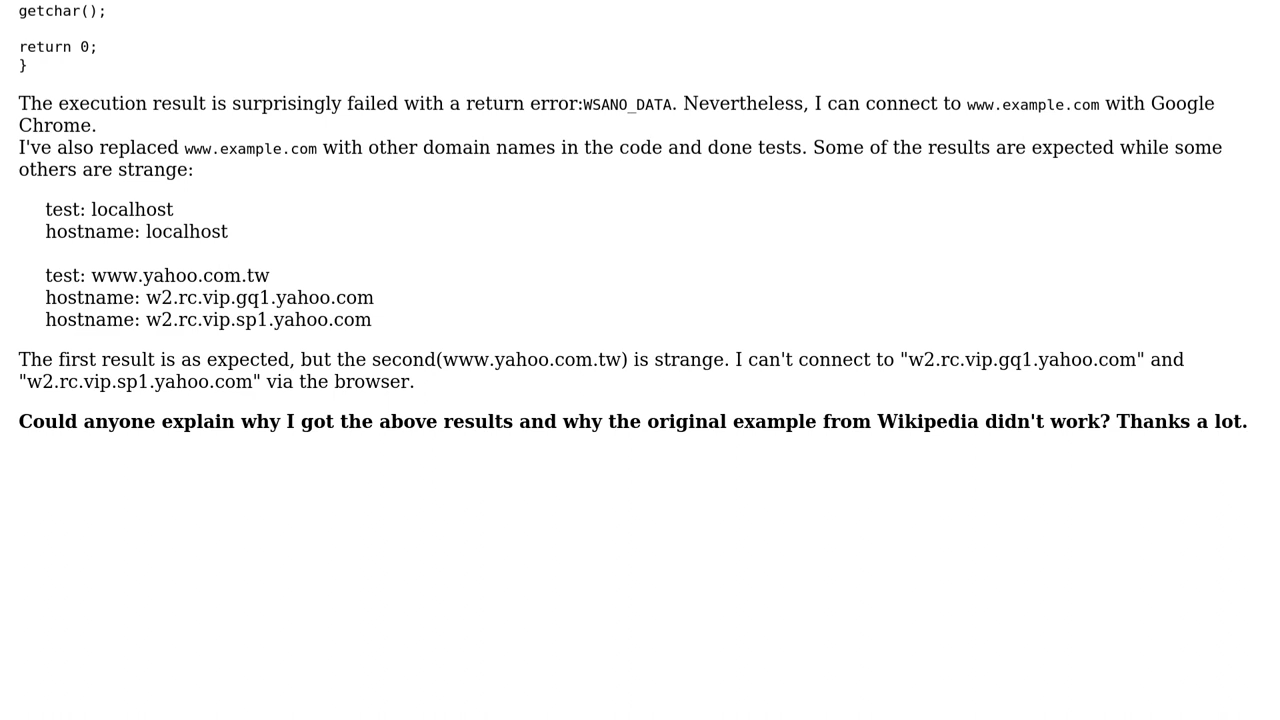 getchar();
return 0;
}
The execution result is surprisingly failed with a return error:WSANO_DATA. Nevertheless, I can connect to www.example.com with Google
Chrome.
I've also replaced www.example.com with other domain names in the code and done tests. Some of the results are expected while some
others are strange:
test: localhost
hostname: localhost
test: www.yahoo.com.tw
hostname: w2.rc.vip.gq1.yahoo.com
hostname: w2.rc.vip.sp1.yahoo.com
The first result is as expected, but the second(www.yahoo.com.tw) is strange. I can't connect to "w2.rc.vip.gq1.yahoo.com" and
"w2.rc.vip.sp1.yahoo.com" via the browser.
Could anyone explain why I got the above results and why the original example from Wikipedia didn't work? Thanks a lot.